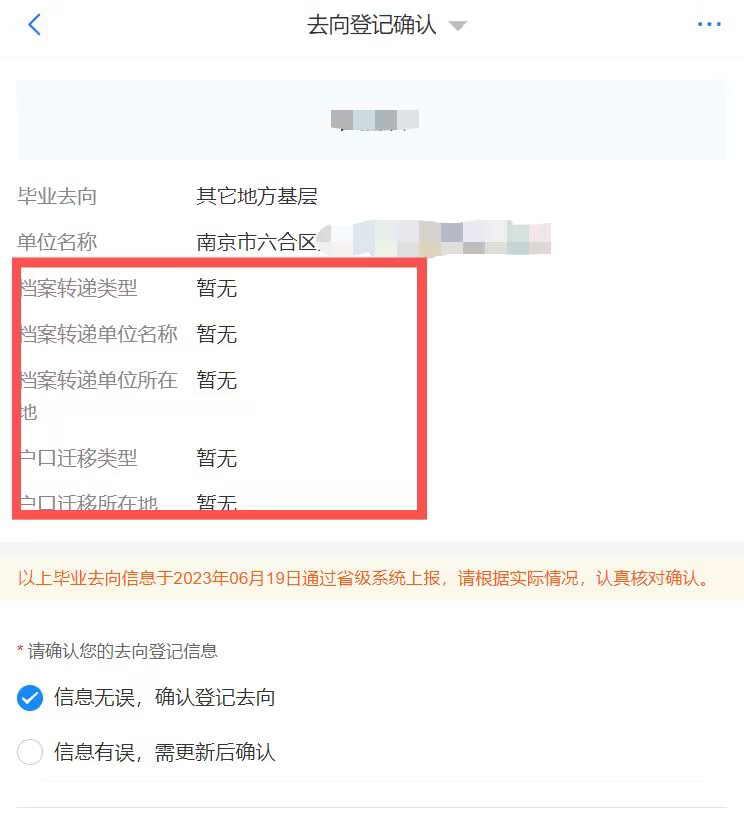 去向登记确认
毕业去向 其它地方基层
单位名称 南京市六合区
档案转递类型 暂无
档案转递单位名称 暂无
档案转递单位所在 暂无
地
户口迁移类型 暂无
户口迁移所在地 暂无
以上毕业去向信息于2023年06月19日通过省级系统上报，请根据实际情况，认真核对确认。
* 请确认您的去向登记信息
信息无误，确认登记去向
信息有误，需更新后确认